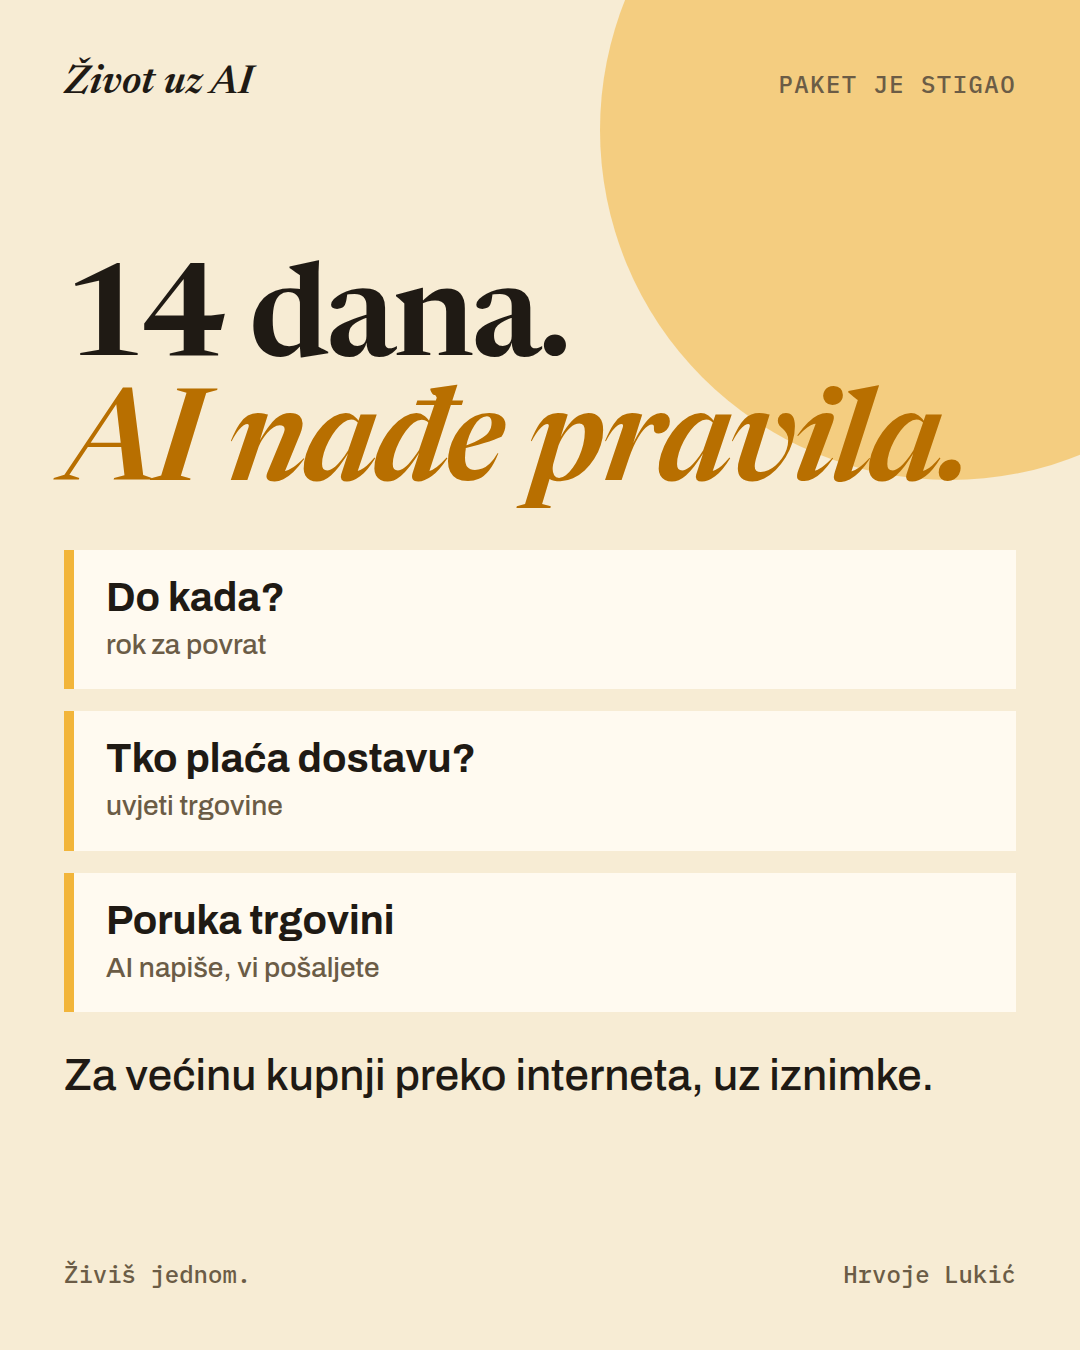 Život uz AI
PAKET JE STIGAO
14 dana.
AI nađe pravila.
Do kada?
rok za povrat
Tko plaća dostavu?
uvjeti trgovine
Poruka trgovini
AI napiše, vi pošaljete
Za većinu kupnji preko interneta, uz iznimke.
Živiš jednom.
Hrvoje Lukić